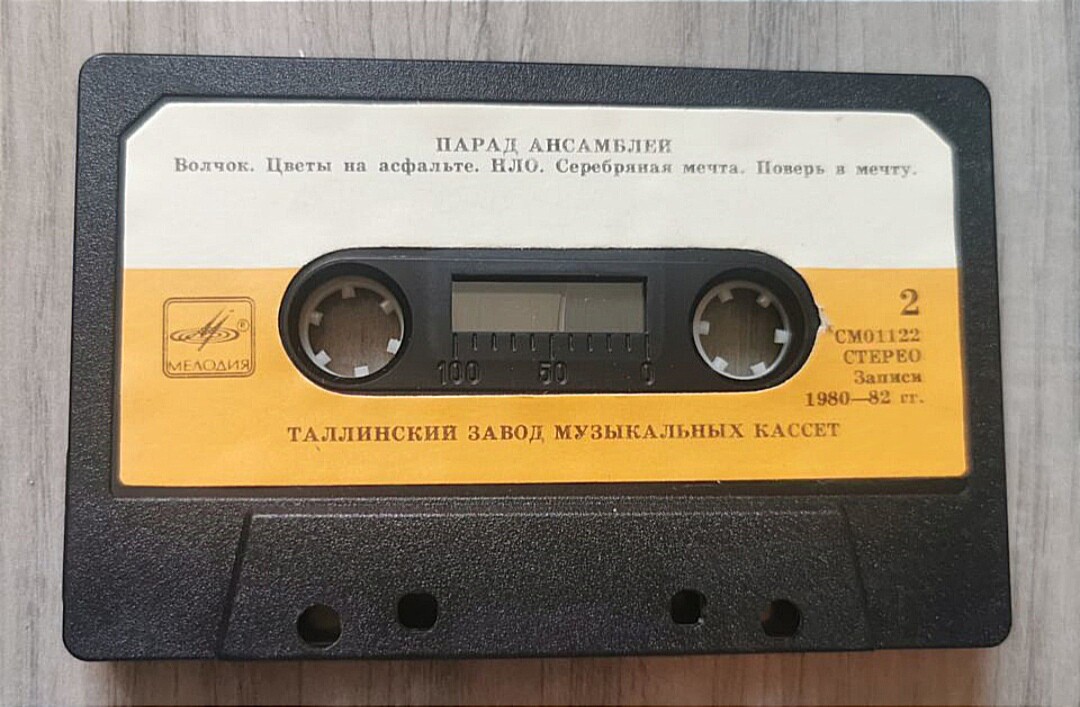 ПАРАД АНСАМБЛЕЙ
Волчок. Цветы на асфальте. НЛО. Серебряная мечта. Поверь в мечту.
2
СМ01122
СТЕРЕО
Записи
1980—82 гг.
®
МЕЛОДИЯ
100 50 0
ТАЛЛИНСКИЙ ЗАВОД МУЗЫКАЛЬНЫХ КАССЕТ